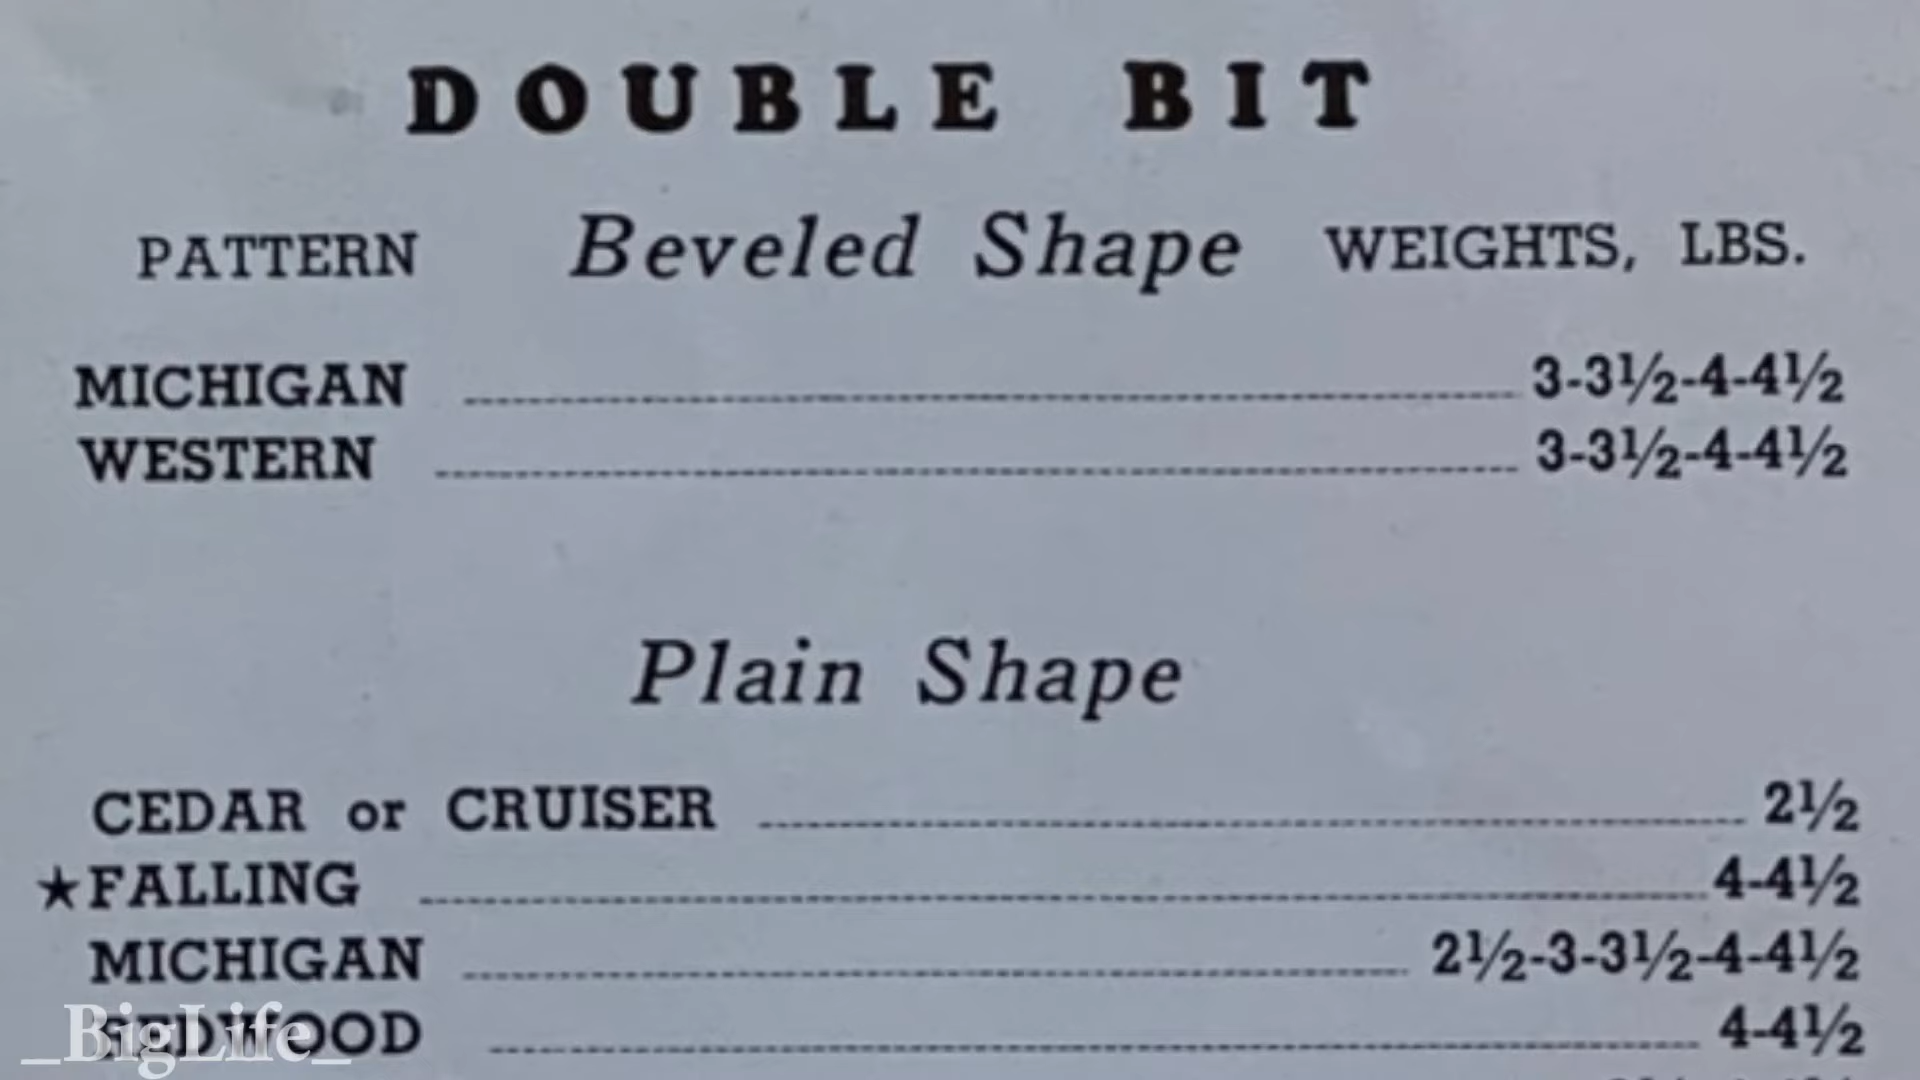 DOUBLE BIT
PATTERN Beveled Shape WEIGHTS, LBS.
MICHIGAN 3-3½-4-4½
WESTERN 3-3½-4-4½
Plain Shape
CEDAR or CRUISER 2½
★FALLING 4-4½
MICHIGAN 2½-3-3½-4-4½
REDWOOD 4-4½
_BigLife_